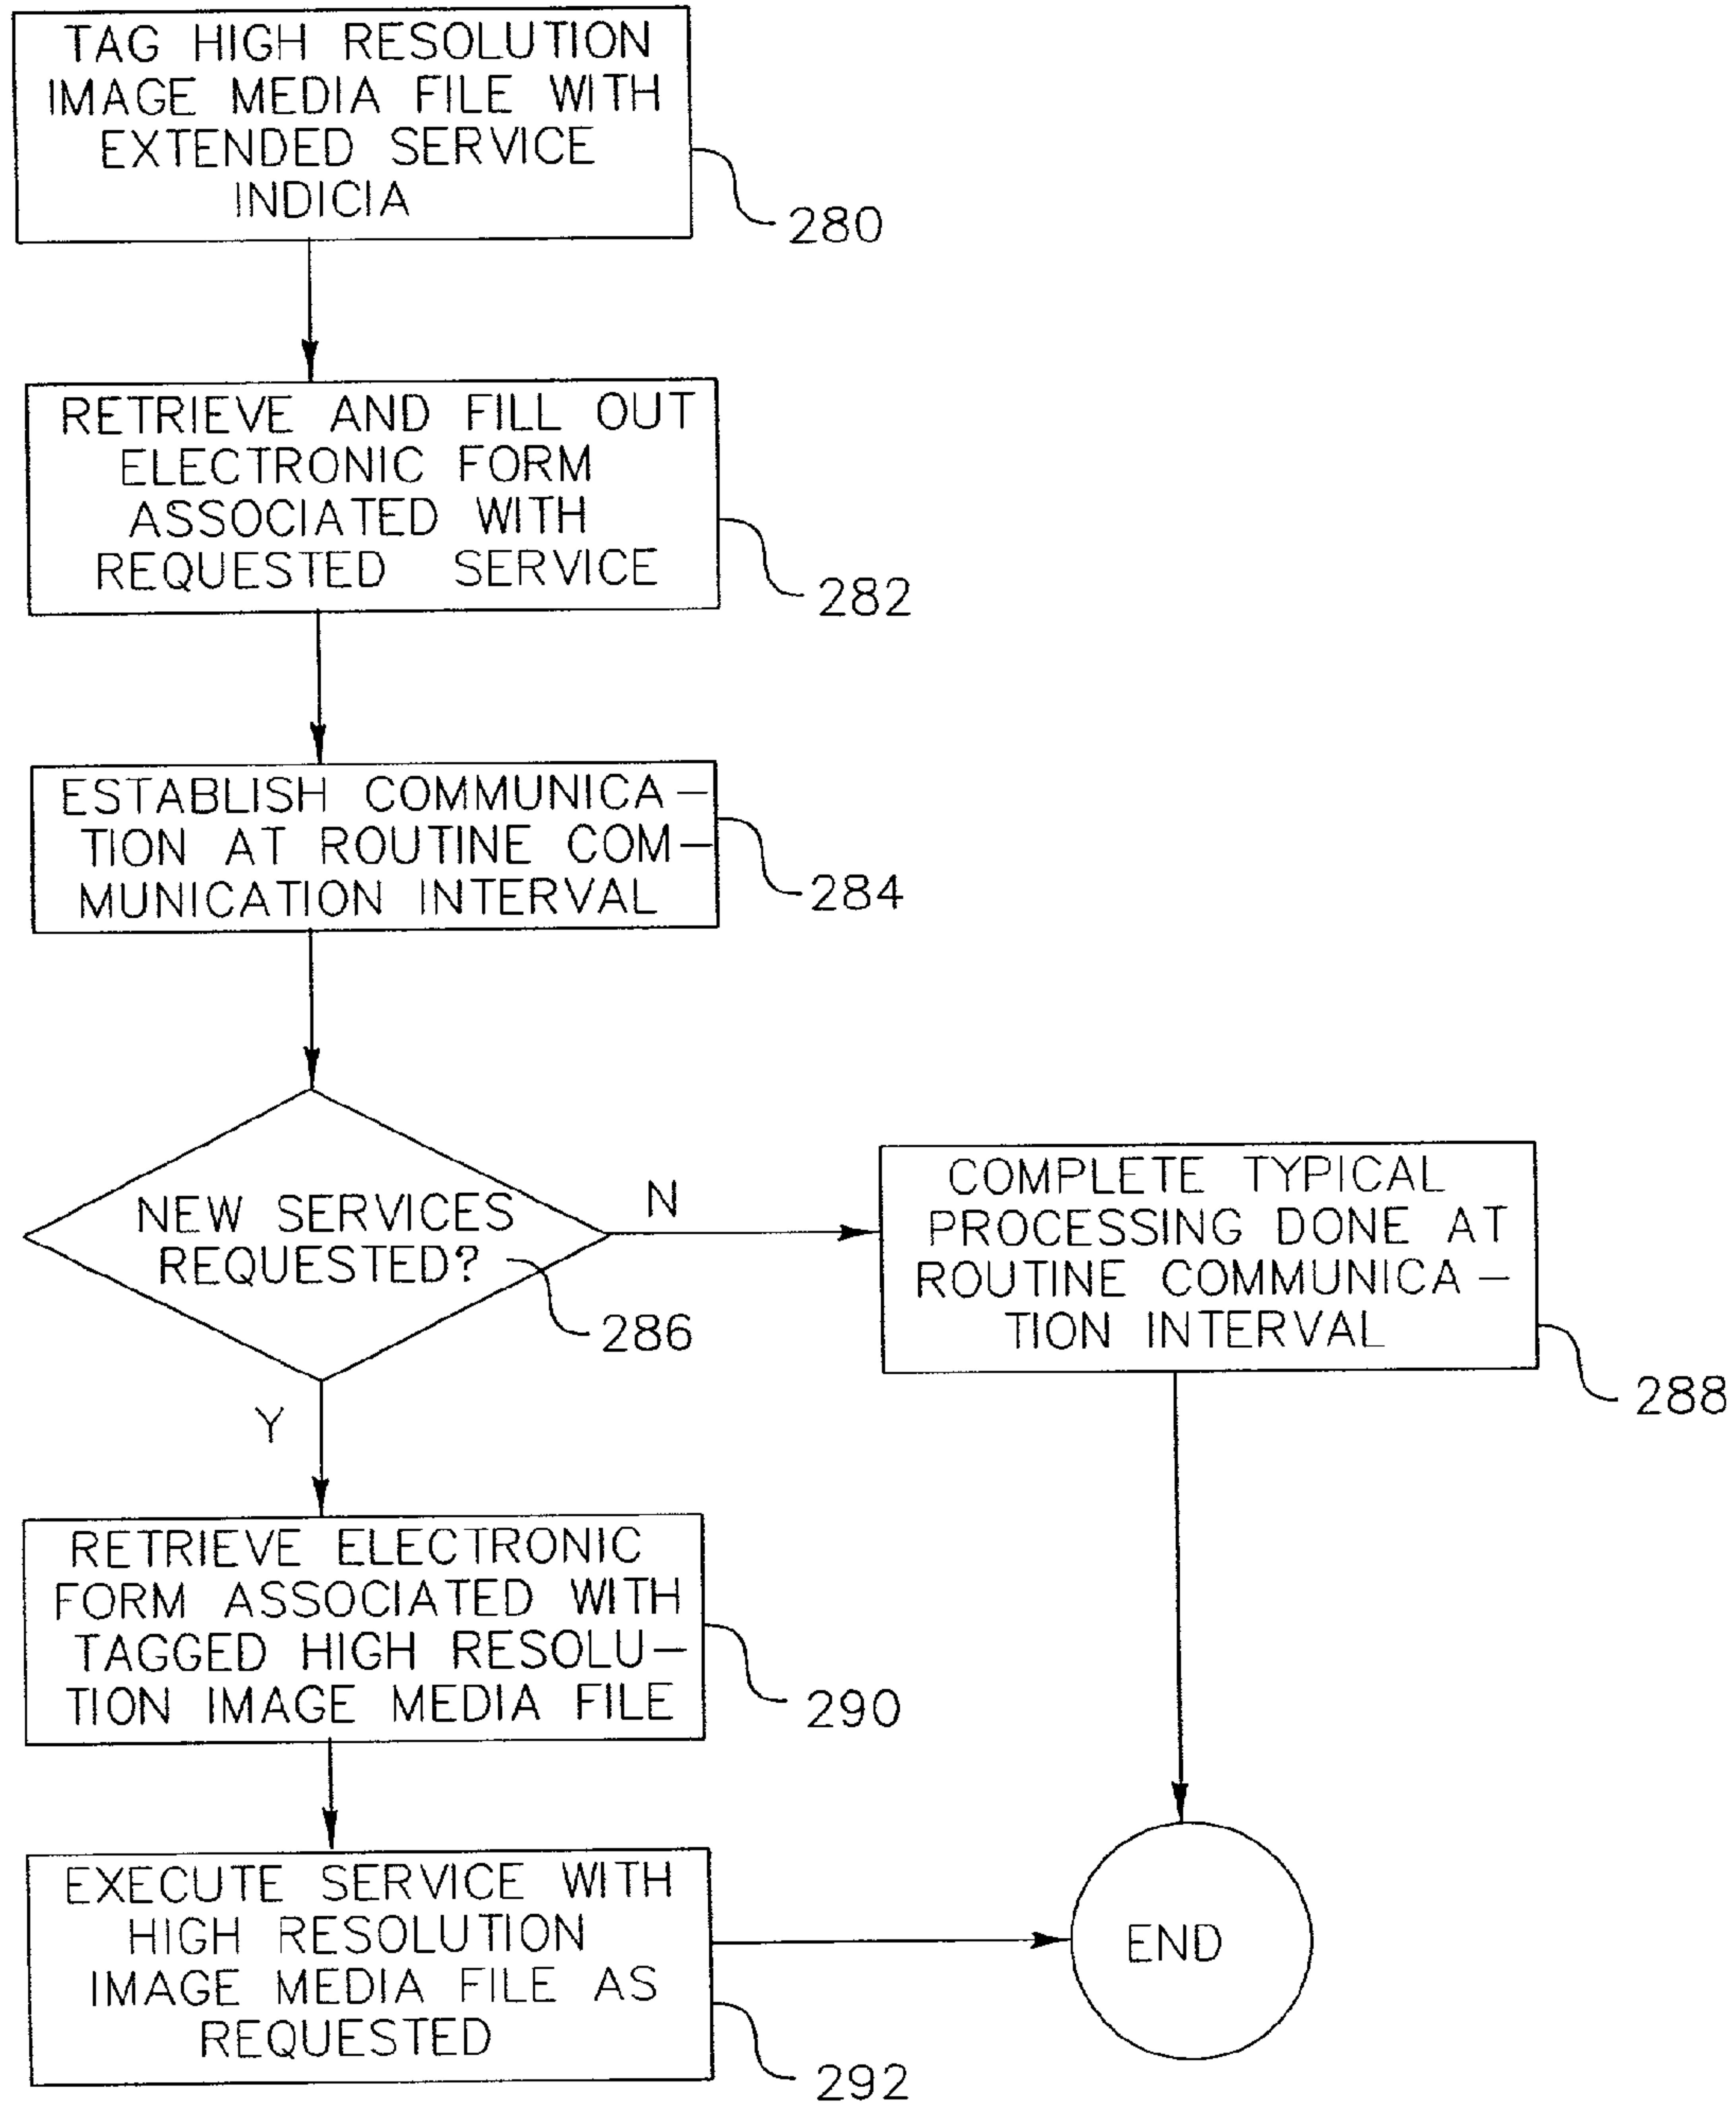 TAG HIGH RESOLUTION
IMAGE MEDIA FILE WITH
EXTENDED SERVICE
INDICIA
280
RETRIEVE AND FILL OUT
ELECTRONIC FORM
ASSOCIATED WITH
REQUESTED SERVICE
282
ESTABLISH COMMUNICA-
TION AT ROUTINE COM-
MUNICATION INTERVAL
284
NEW SERVICES
REQUESTED?
286
N
COMPLETE TYPICAL
PROCESSING DONE AT
ROUTINE COMMUNICA-
TION INTERVAL
288
Y
RETRIEVE ELECTRONIC
FORM ASSOCIATED WITH
TAGGED HIGH RESOLU-
TION IMAGE MEDIA FILE
290
EXECUTE SERVICE WITH
HIGH RESOLUTION
IMAGE MEDIA FILE AS
REQUESTED
292
END